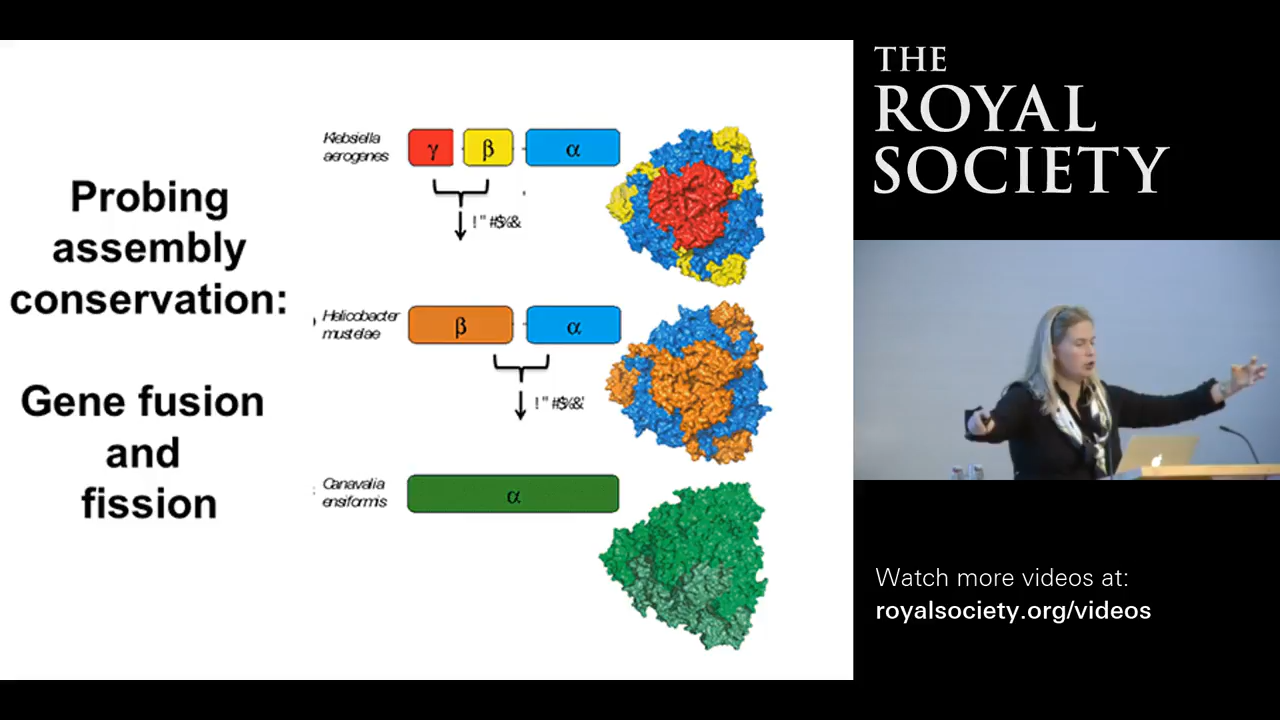 Probing
assembly
conservation:
Gene fusion
and
fission
Klebsiella
aerogenes
γ
β
α
! " #$%&
Helicobacter
mustelae
β
α
! " #$%&'
Canavalia
ensiformis
α
THE
ROYAL
SOCIETY
Watch more videos at:
royalsociety.org/videos